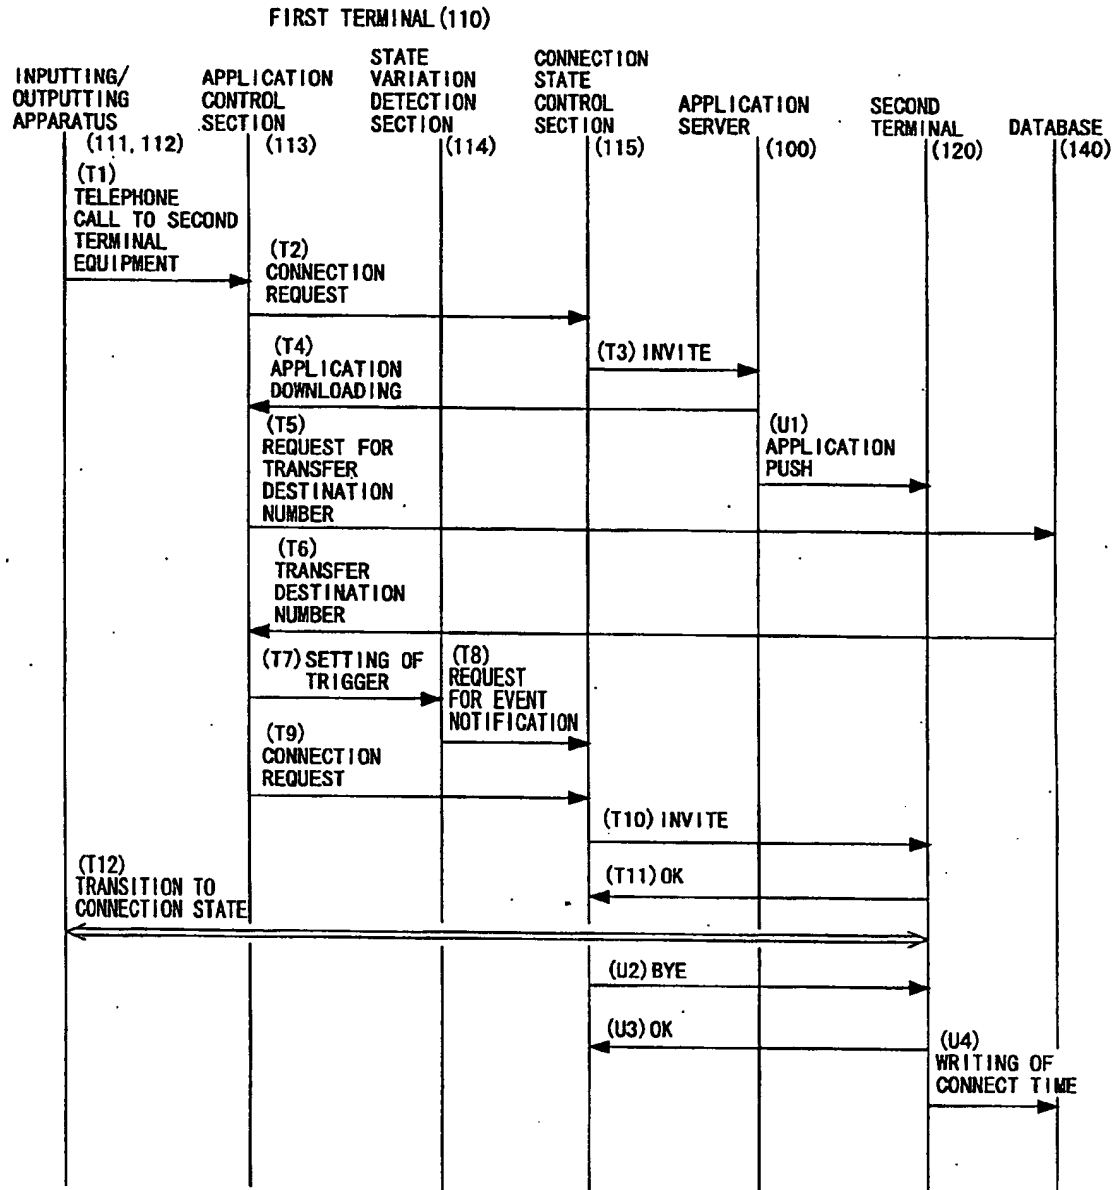 FIRST TERMINAL(110)
INPUTTING/
OUTPUTTING
APPARATUS
(111, 112)
APPLICATION
CONTROL
SECTION
(113)
STATE
VARIATION
DETECTION
SECTION
(114)
CONNECTION
STATE
CONTROL
SECTION
(115)
APPLICATION
SERVER
(100)
SECOND
TERMINAL
(120)
DATABASE
(140)
(T1)
TELEPHONE
CALL TO SECOND
TERMINAL
EQUIPMENT
(T2)
CONNECTION
REQUEST
(T3) INVITE
(T4)
APPLICATION
DOWNLOADING
(U1)
APPLICATION
PUSH
(T5)
REQUEST FOR
TRANSFER
DESTINATION
NUMBER
(T6)
TRANSFER
DESTINATION
NUMBER
(T7) SETTING OF
TRIGGER
(T8)
REQUEST
FOR EVENT
NOTIFICATION
(T9)
CONNECTION
REQUEST
(T10) INVITE
(T11) OK
(T12)
TRANSITION TO
CONNECTION STATE
(U2) BYE
(U3) OK
(U4)
WRITING OF
CONNECT TIME